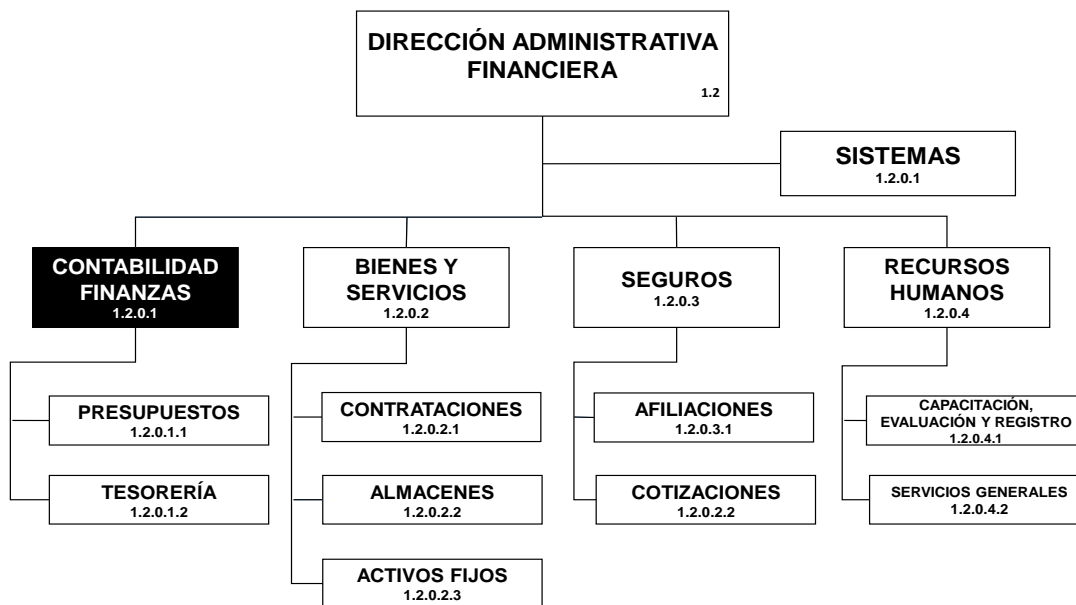 DIRECCIÓN ADMINISTRATIVA
FINANCIERA
1.2
SISTEMAS
1.2.0.1
CONTABILIDAD
FINANZAS
1.2.0.1
BIENES Y
SERVICIOS
1.2.0.2
SEGUROS
1.2.0.3
RECURSOS
HUMANOS
1.2.0.4
PRESUPUESTOS
1.2.0.1.1
CONTRATACIONES
1.2.0.2.1
AFILIACIONES
1.2.0.3.1
CAPACITACIÓN,
EVALUACIÓN Y REGISTRO
1.2.0.4.1
TESORERÍA
1.2.0.1.2
ALMACENES
1.2.0.2.2
COTIZACIONES
1.2.0.2.2
SERVICIOS GENERALES
1.2.0.4.2
ACTIVOS FIJOS
1.2.0.2.3